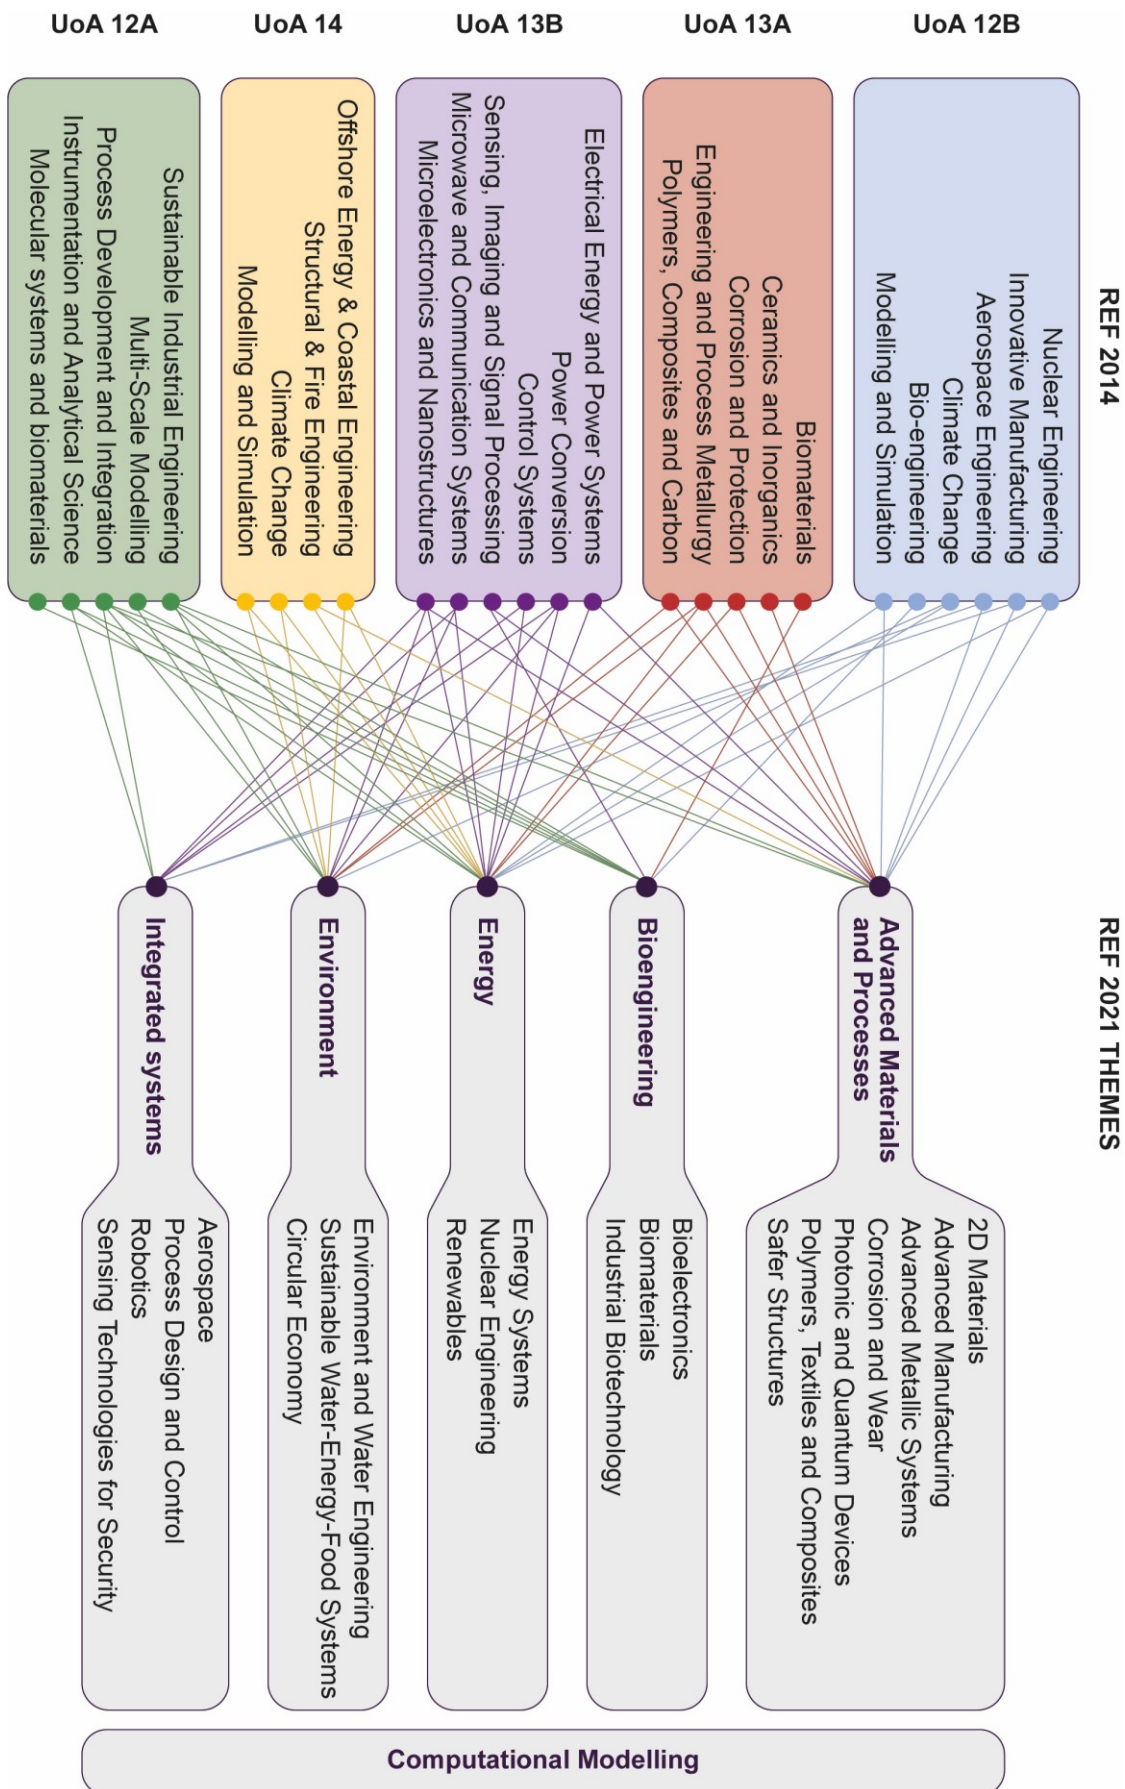 REF 2014
REF 2021 THEMES
UoA 12B
Nuclear Engineering
Innovative Manufacturing
Aerospace Engineering
Climate Change
Bio-engineering
Modelling and Simulation
UoA 13A
Biomaterials
Ceramics and Inorganics
Corrosion and Protection
Engineering and Process Metallurgy
Polymers, Composites and Carbon
UoA 13B
Electrical Energy and Power Systems
Power Conversion
Control Systems
Sensing, Imaging and Signal Processing
Microwave and Communication Systems
Microelectronics and Nanostructures
UoA 14
Offshore Energy & Coastal Engineering
Structural & Fire Engineering
Climate Change
Modelling and Simulation
UoA 12A
Sustainable Industrial Engineering
Multi-Scale Modelling
Process Development and Integration
Instrumentation and Analytical Science
Molecular systems and biomaterials
Advanced Materials
and Processes
2D Materials
Advanced Manufacturing
Advanced Metallic Systems
Corrosion and Wear
Photonic and Quantum Devices
Polymers, Textiles and Composites
Safer Structures
Bioengineering
Bioelectronics
Biomaterials
Industrial Biotechnology
Energy
Energy Systems
Nuclear Engineering
Renewables
Environment
Environment and Water Engineering
Sustainable Water-Energy-Food Systems
Circular Economy
Integrated systems
Aerospace
Process Design and Control
Robotics
Sensing Technologies for Security
Computational Modelling